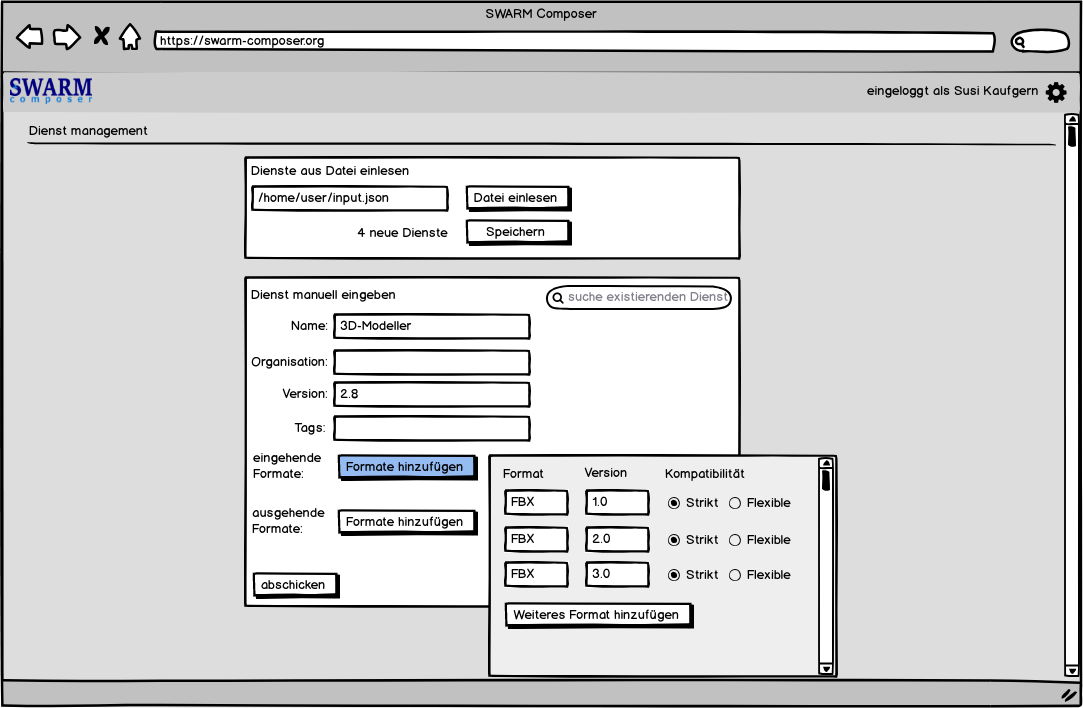 SWARM Composer
https://swarm-composer.org
SWARM
composer
eingeloggt als Susi Kaufgern
Dienst management
Dienste aus Datei einlesen
/home/user/input.json
Datei einlesen
4 neue Dienste
Speichern
Dienst manuell eingeben
suche existierenden Dienst
Name: 3D-Modeller
Organisation:
Version: 2.8
Tags:
eingehende
Formate:
Formate hinzufügen
ausgehende
Formate:
Formate hinzufügen
abschicken
Format Version Kompatibilität
FBX 1.0 Strikt Flexible
FBX 2.0 Strikt Flexible
FBX 3.0 Strikt Flexible
Weiteres Format hinzufügen